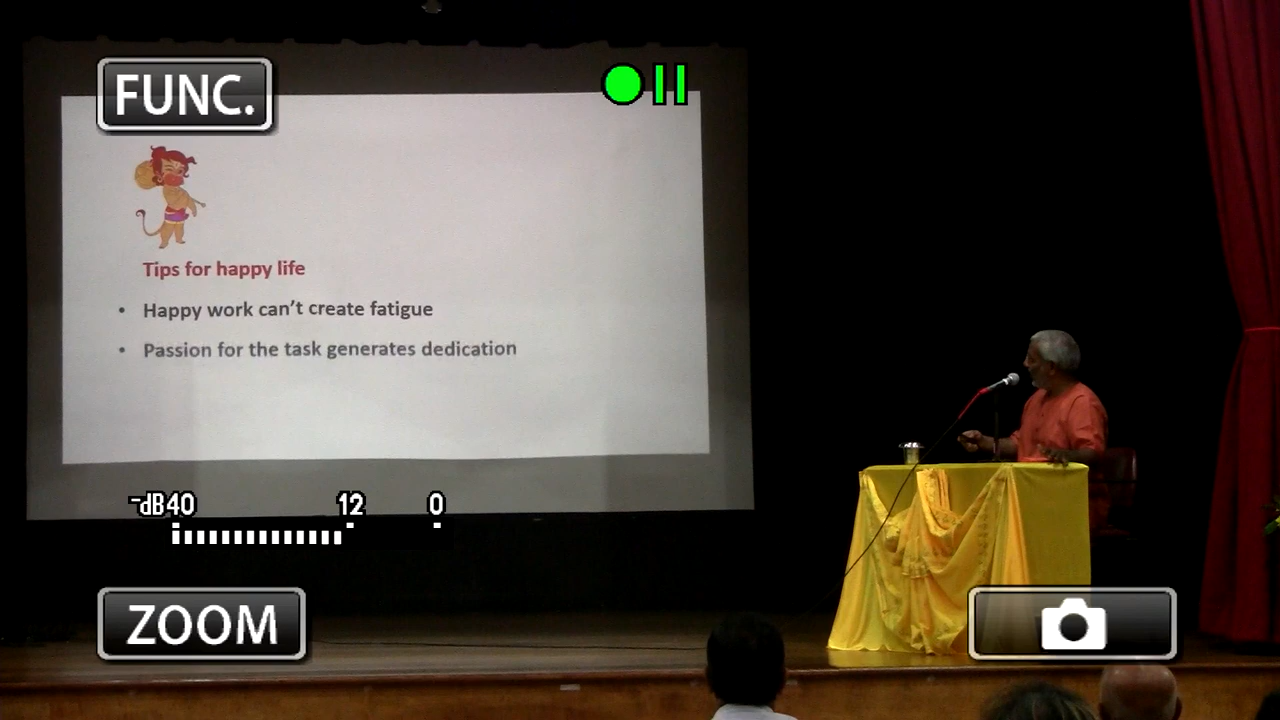 FUNC.
Tips for happy life
• Happy work can't create fatigue
• Passion for the task generates dedication
-dB40 12 0
ZOOM